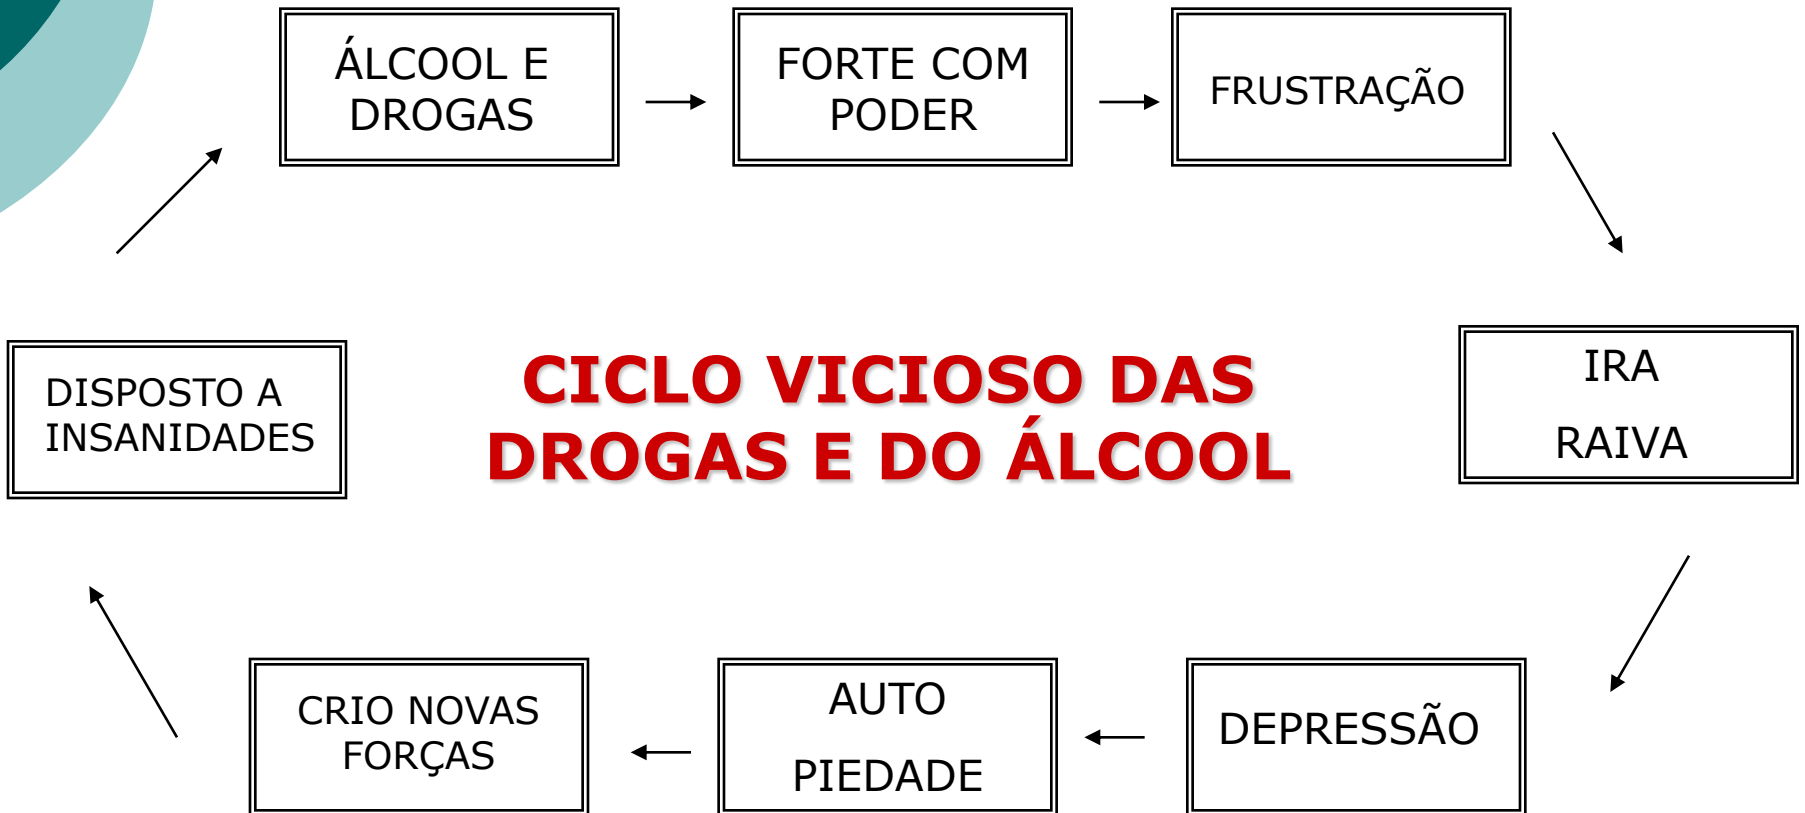 ÁLCOOL E
DROGAS
FORTE COM
PODER
FRUSTRAÇÃO
IRA
RAIVA
DISPOSTO A
INSANIDADES
CICLO VICIOSO DAS
DROGAS E DO ÁLCOOL
CRIO NOVAS
FORÇAS
AUTO
PIEDADE
DEPRESSÃO